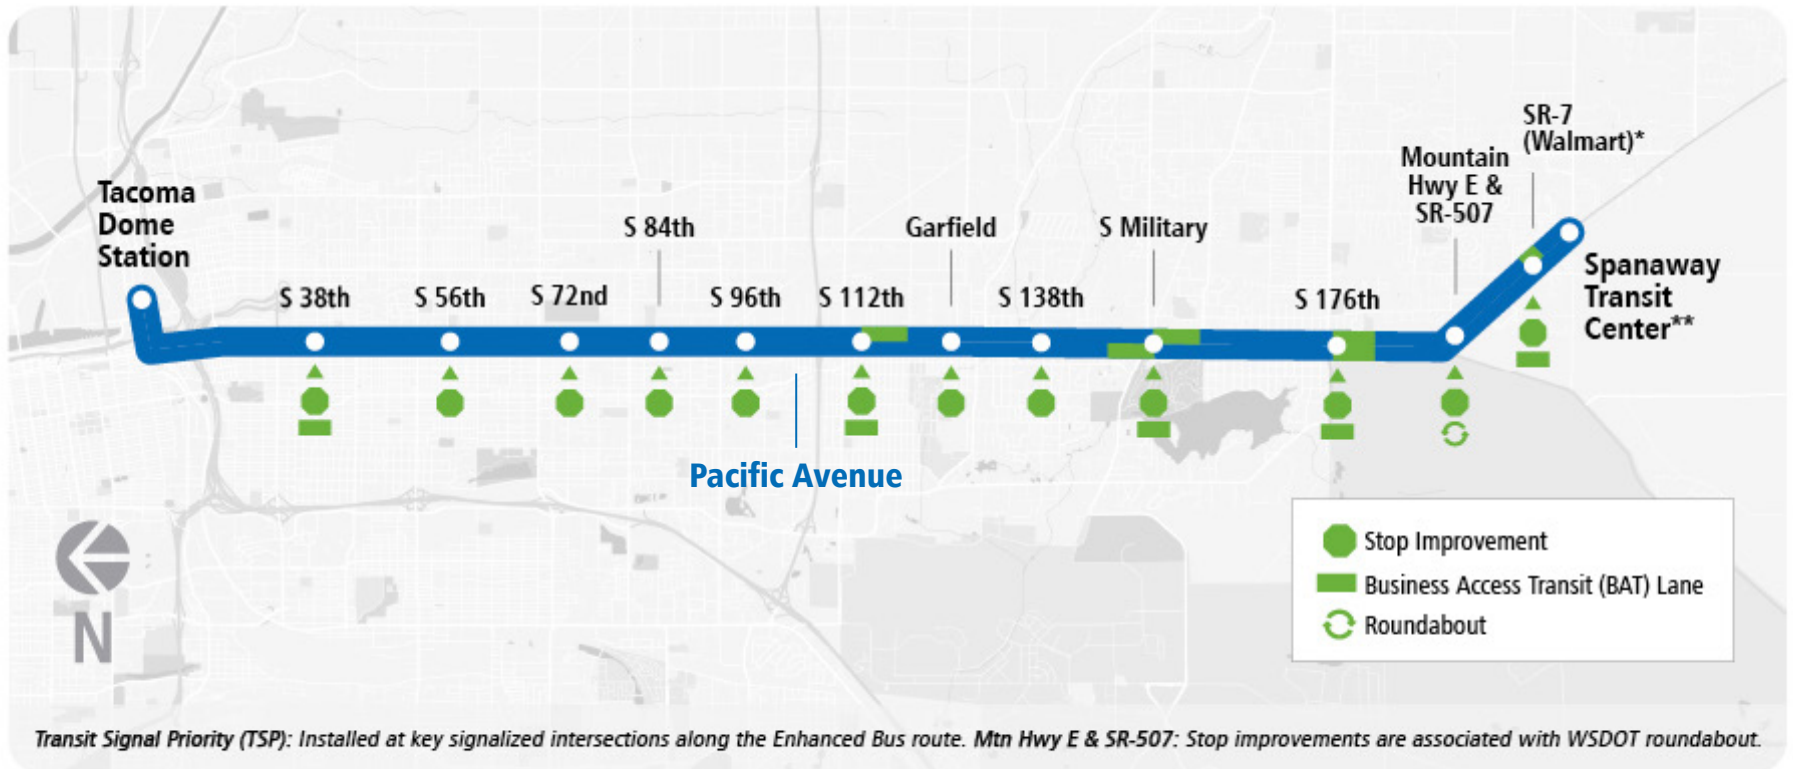 SR-7
(Walmart)*
Mountain
Hwy E &
SR-507
Tacoma
Dome
Station
S 84th
Garfield
S Military
Spanaway
Transit
Center**
S 38th
S 56th
S 72nd
S 96th
S 112th
S 138th
S 176th
Pacific Avenue
N
Stop Improvement
Business Access Transit (BAT) Lane
Roundabout
Transit Signal Priority (TSP): Installed at key signalized intersections along the Enhanced Bus route. Mtn Hwy E & SR-507: Stop improvements are associated with WSDOT roundabout.